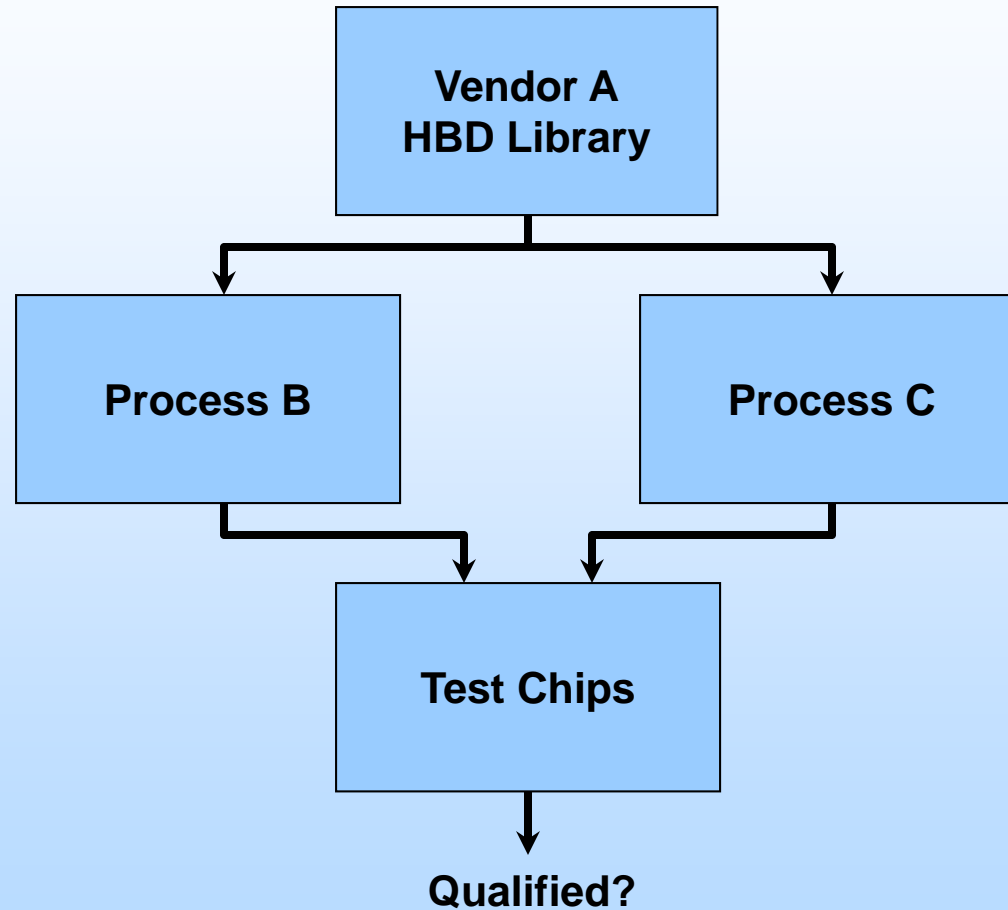 Vendor A
HBD Library
Process B
Process C
Test Chips
Qualified?